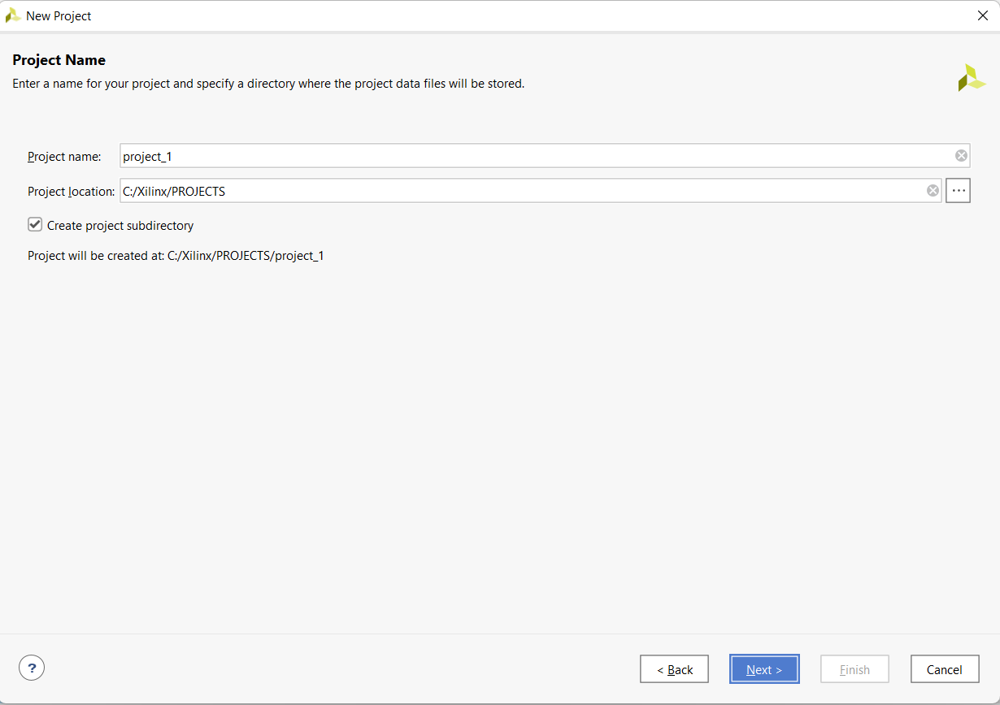 New Project
Project Name
Enter a name for your project and specify a directory where the project data files will be stored.
Project name: project_1
Project location: C:/Xilinx/PROJECTS ...
Create project subdirectory
Project will be created at: C:/Xilinx/PROJECTS/project_1
? < Back Next > Finish Cancel